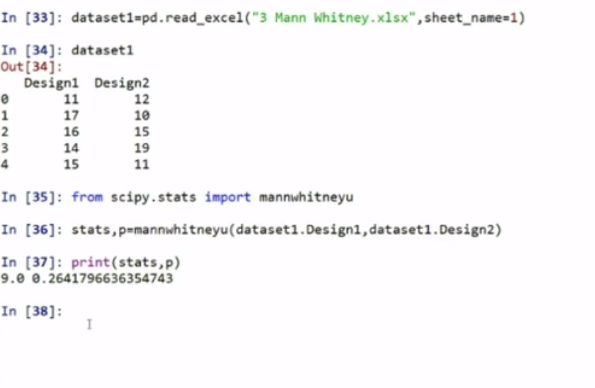 In [33]: dataset1=pd.read_excel("3 Mann Whitney.xlsx",sheet_name=1)
In [34]: dataset1
Out[34]:
Design1 Design2
0 11 12
1 17 10
2 16 15
3 14 19
4 15 11
In [35]: from scipy.stats import mannwhitneyu
In [36]: stats,p=mannwhitneyu(dataset1.Design1,dataset1.Design2)
In [37]: print(stats,p)
9.0 0.2641796636354743
In [38]: